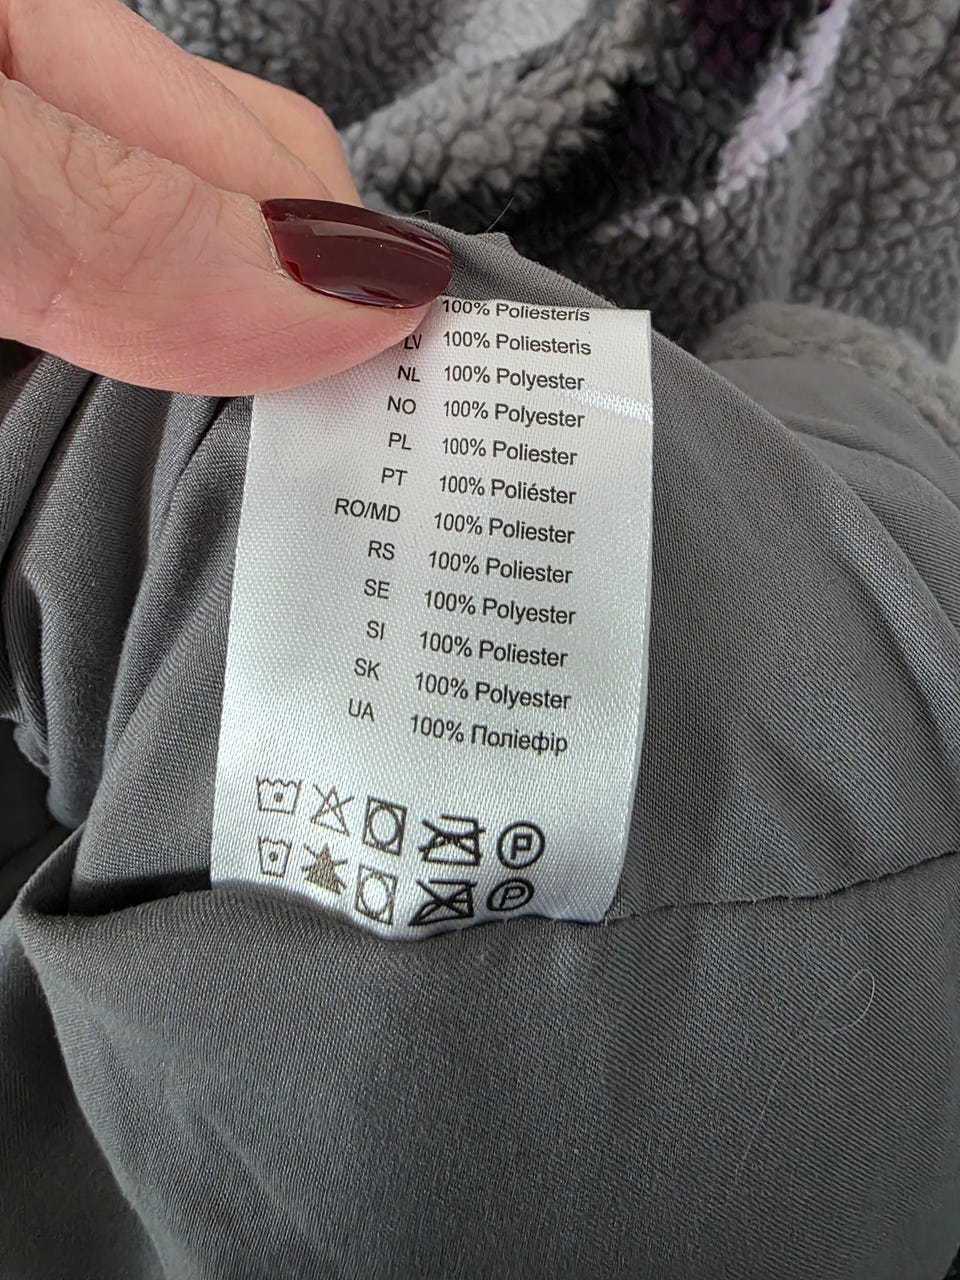 100% Poliesteris
LV 100% Poliesteris
NL 100% Polyester
NO 100% Polyester
PL 100% Poliester
PT 100% Poliéster
RO/MD 100% Poliester
RS 100% Poliester
SE 100% Polyester
SI 100% Poliester
SK 100% Polyester
UA 100% Поліефір
P
P